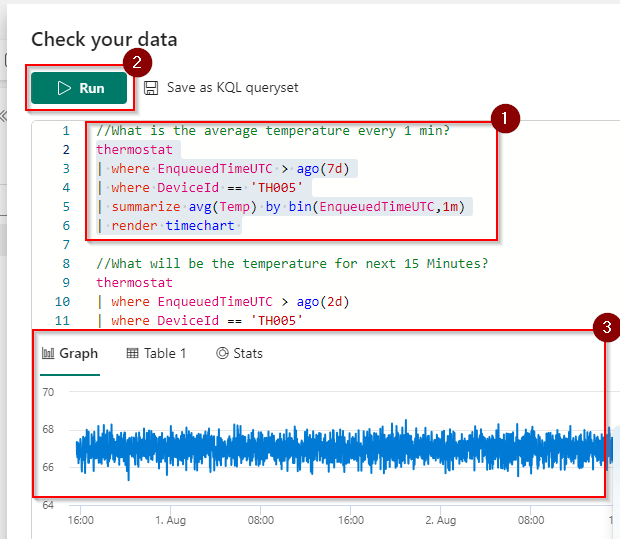 Check your data
2
Run
Save as KQL queryset
1
1 //What is the average temperature every 1 min?
2 thermostat
3 | where EnqueuedTimeUTC > ago(7d)
4 | where DeviceId == 'TH005'
5 | summarize avg(Temp) by bin(EnqueuedTimeUTC,1m)
6 | render timechart
7
8 //What will be the temperature for next 15 Minutes?
9 thermostat
10 | where EnqueuedTimeUTC > ago(2d)
11 | where DeviceId == 'TH005'
3
Graph Table 1 Stats
70
68
66
64
16:00 1. Aug 08:00 16:00 2. Aug 08:00